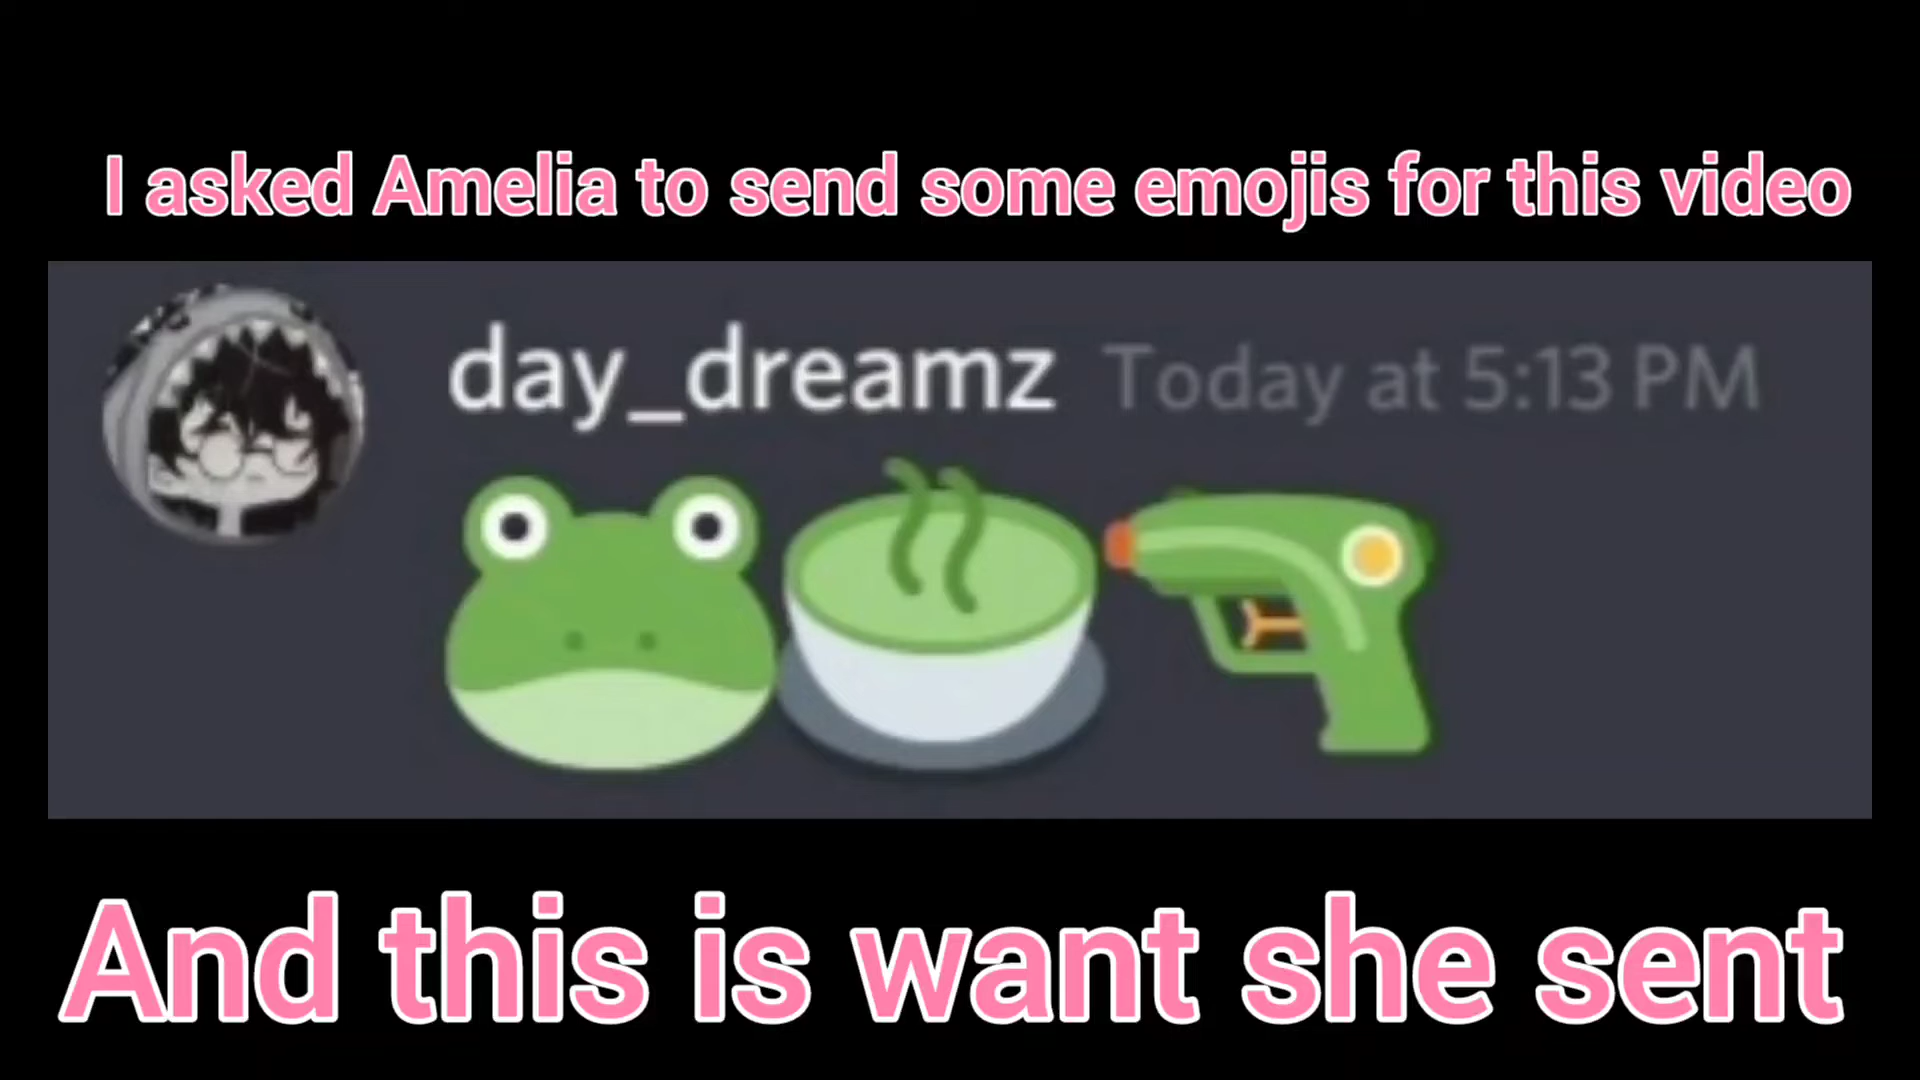 I asked Amelia to send some emojis for this video
day_dreamz Today at 5:13 PM
And this is want she sent